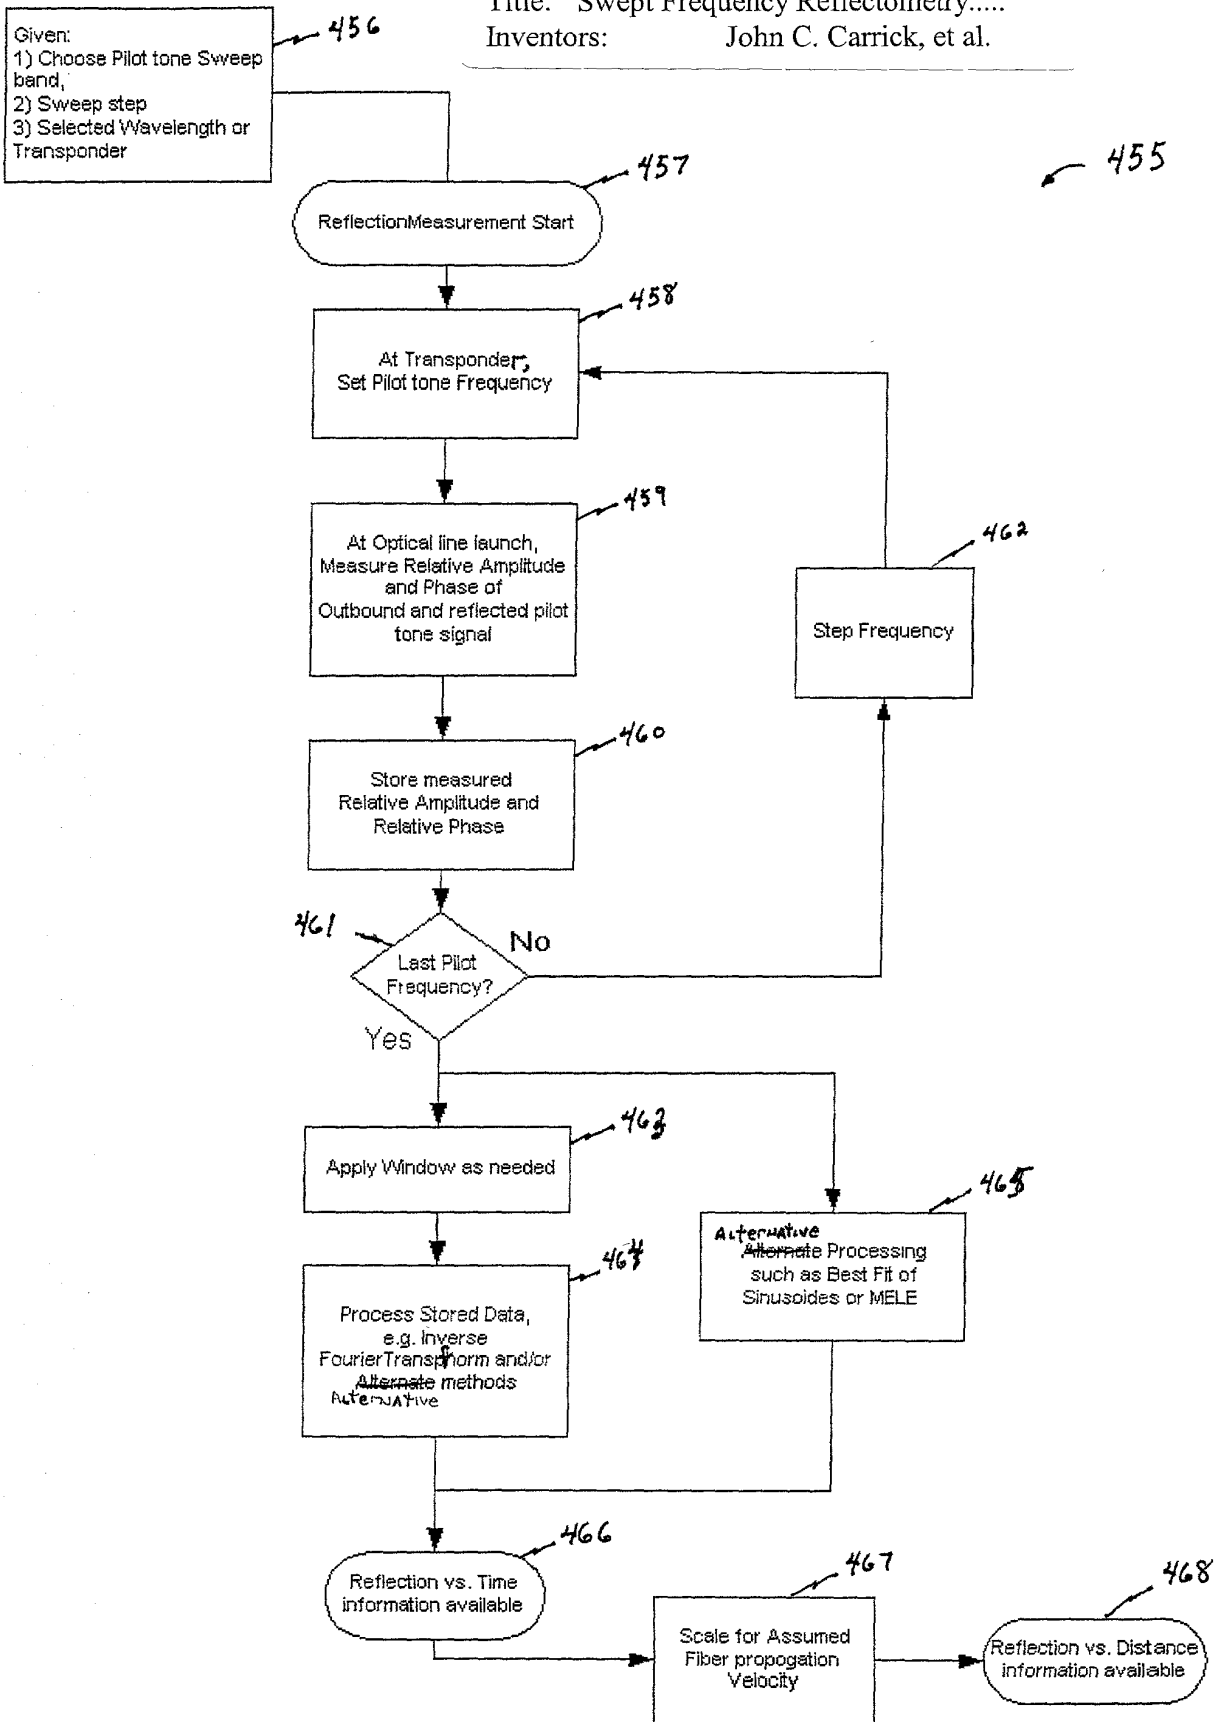 Title: Swept Frequency Reflectometry.....
Inventors: John C. Carrick, et al.
Given:
1) Choose Pilot tone Sweep
band,
2) Sweep step
3) Selected Wavelength or
Transponder
456
455
457
ReflectionMeasurement Start
458
At Transponder,
Set Pilot tone Frequency
459
At Optical line launch,
Measure Relative Amplitude
and Phase of
Outbound and reflected pilot
tone signal
462
Step Frequency
460
Store measured
Relative Amplitude and
Relative Phase
461
Last Pilot
Frequency?
No
Yes
463
Apply Window as needed
465
Alternative
Alternate Processing
such as Best Fit of
Sinusoides or MELE
464
Process Stored Data,
e.g. Inverse
FourierTransfhorm and/or
Alternate methods
Alternative
466
Reflection vs. Time
information available
467
Scale for Assumed
Fiber propogation
Velocity
468
Reflection vs. Distance
information available